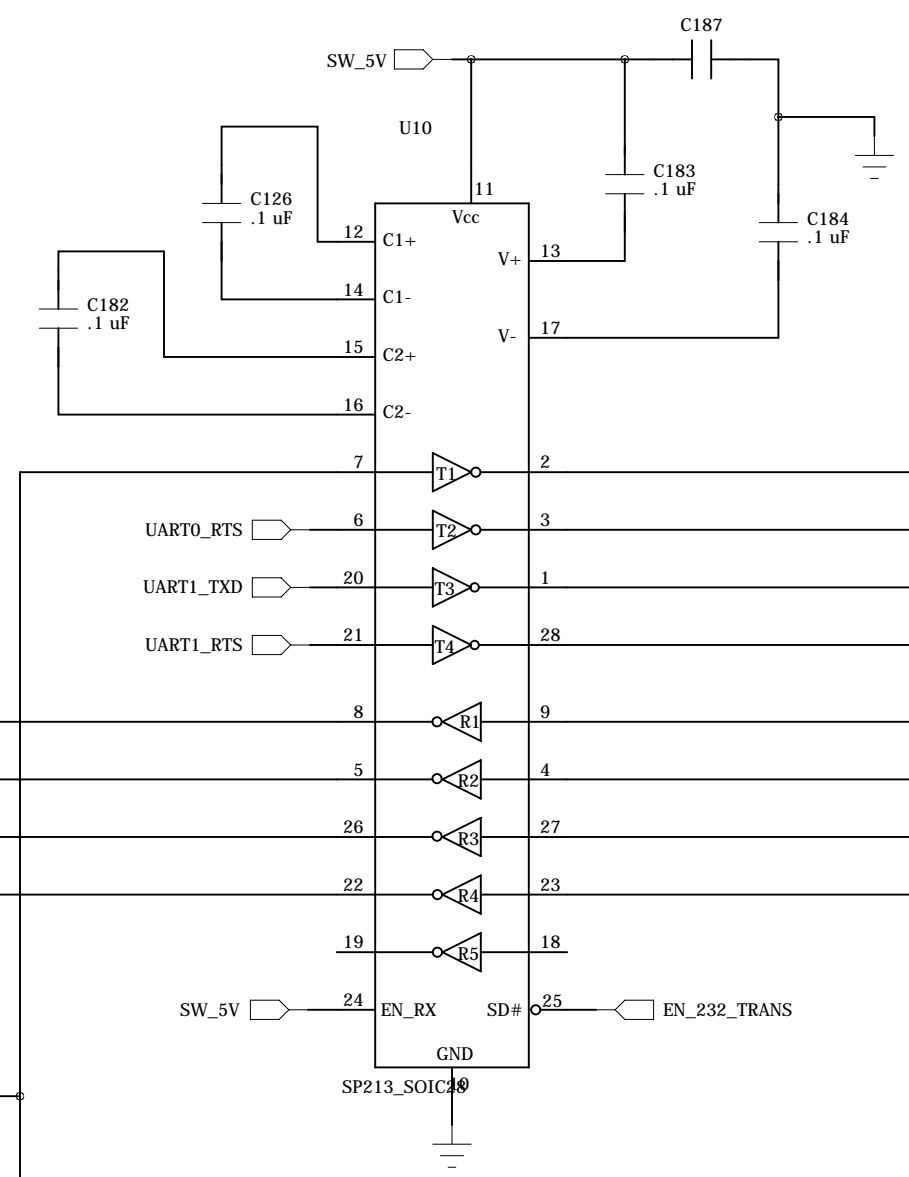 C187
SW_5V
U10
C183
.1 uF
11
C126
.1 uF
Vcc
C184
.1 uF
12 C1+
V+ 13
14 C1-
C182
.1 uF
V- 17
15 C2+
16 C2-
7 T1 2
UART0_RTS 6 T2 3
UART1_TXD 20 T3 1
UART1_RTS 21 T4 28
8 R1 9
5 R2 4
26 R3 27
22 R4 23
19 R5 18
SW_5V 24 EN_RX SD# 25 EN_232_TRANS
GND
SP213_SOIC28
10